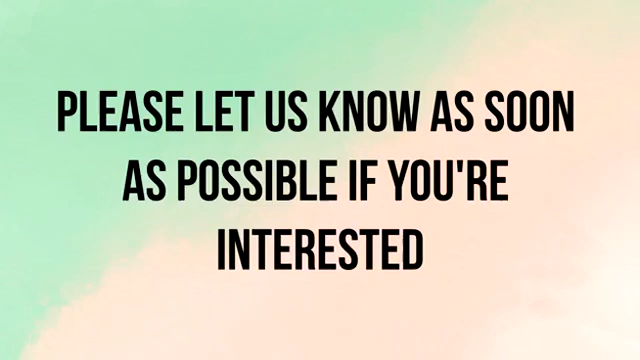 PLEASE LET US KNOW AS SOON
AS POSSIBLE IF YOU'RE
INTERESTED